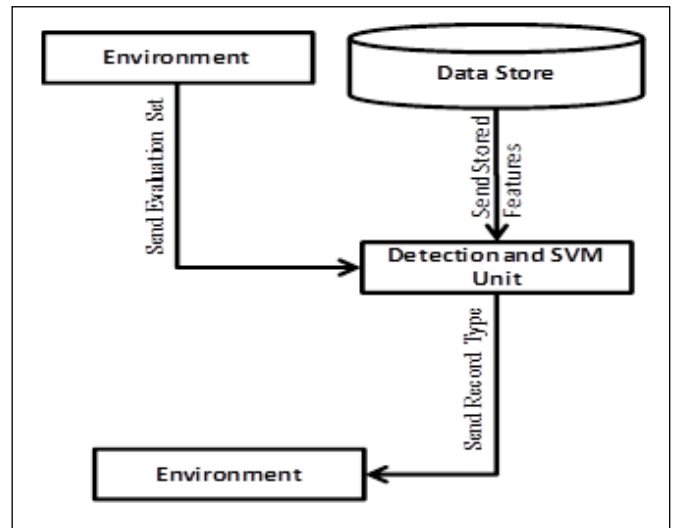 Environment
Data Store
Send Evaluation Set
Send Stored
Features
Detection and SVM
Unit
Send Record Type
Environment